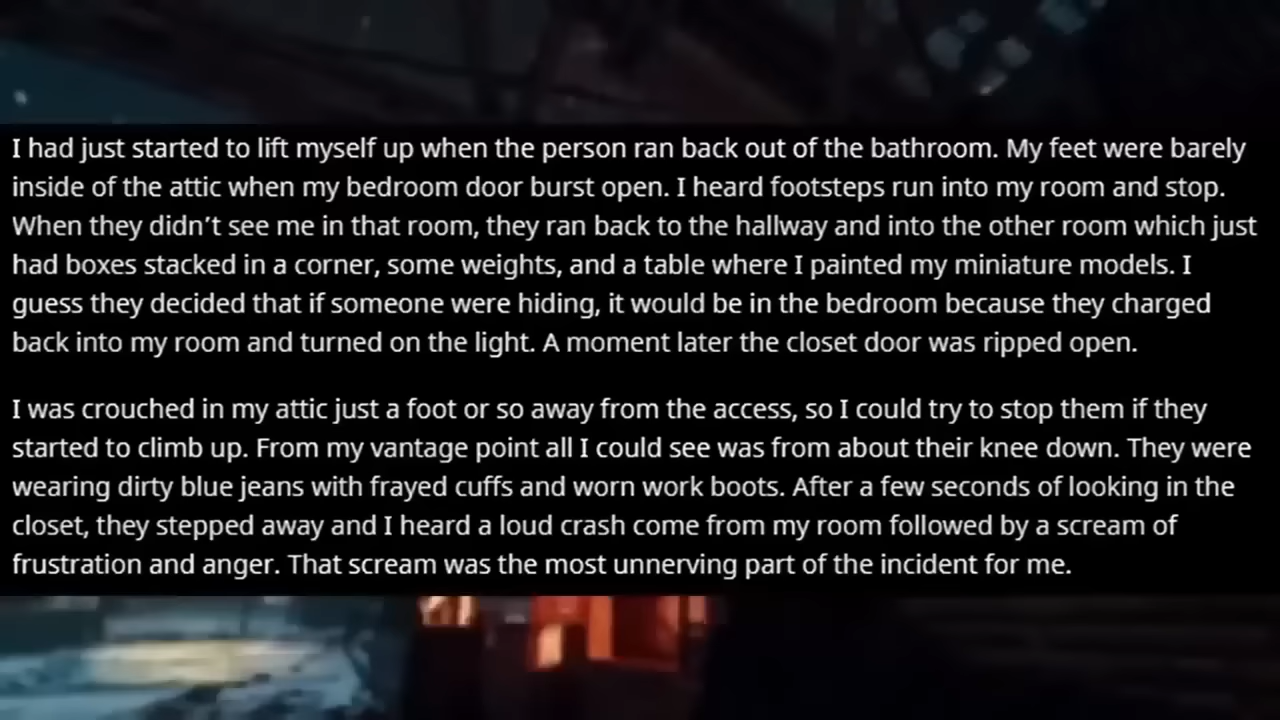 I had just started to lift myself up when the person ran back out of the bathroom. My feet were barely
inside of the attic when my bedroom door burst open. I heard footsteps run into my room and stop.
When they didn’t see me in that room, they ran back to the hallway and into the other room which just
had boxes stacked in a corner, some weights, and a table where I painted my miniature models. I
guess they decided that if someone were hiding, it would be in the bedroom because they charged
back into my room and turned on the light. A moment later the closet door was ripped open.
I was crouched in my attic just a foot or so away from the access, so I could try to stop them if they
started to climb up. From my vantage point all I could see was from about their knee down. They were
wearing dirty blue jeans with frayed cuffs and worn work boots. After a few seconds of looking in the
closet, they stepped away and I heard a loud crash come from my room followed by a scream of
frustration and anger. That scream was the most unnerving part of the incident for me.